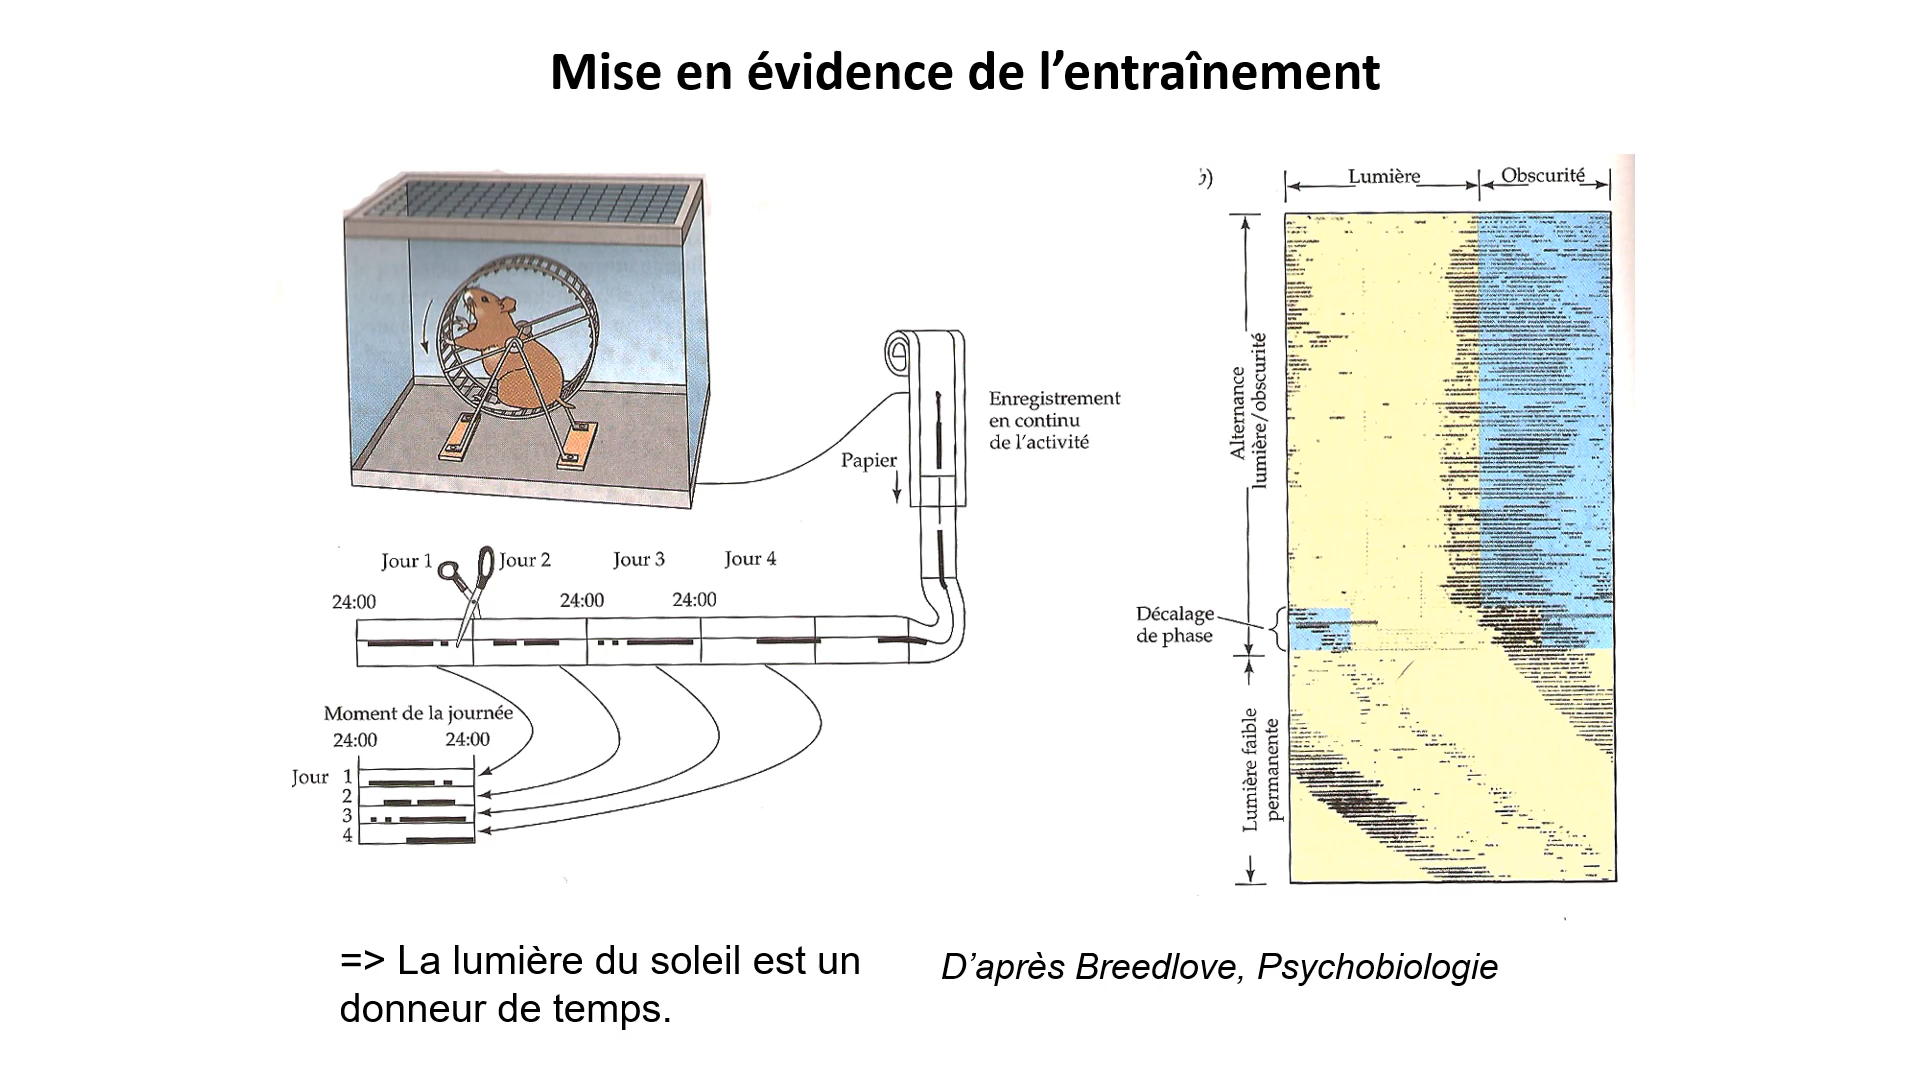 Mise en évidence de l’entraînement
Enregistrement
en continu
de l’activité
Papier
Jour 1
Jour 2
Jour 3
Jour 4
24:00
24:00
24:00
Moment de la journée
24:00
24:00
Jour 1
2
3
4
Lumière
Obscurité
Alternance
lumière/obscurité
Décalage
de phase
Lumière faible
permanente
=> La lumière du soleil est un
donneur de temps.
D’après Breedlove, Psychobiologie